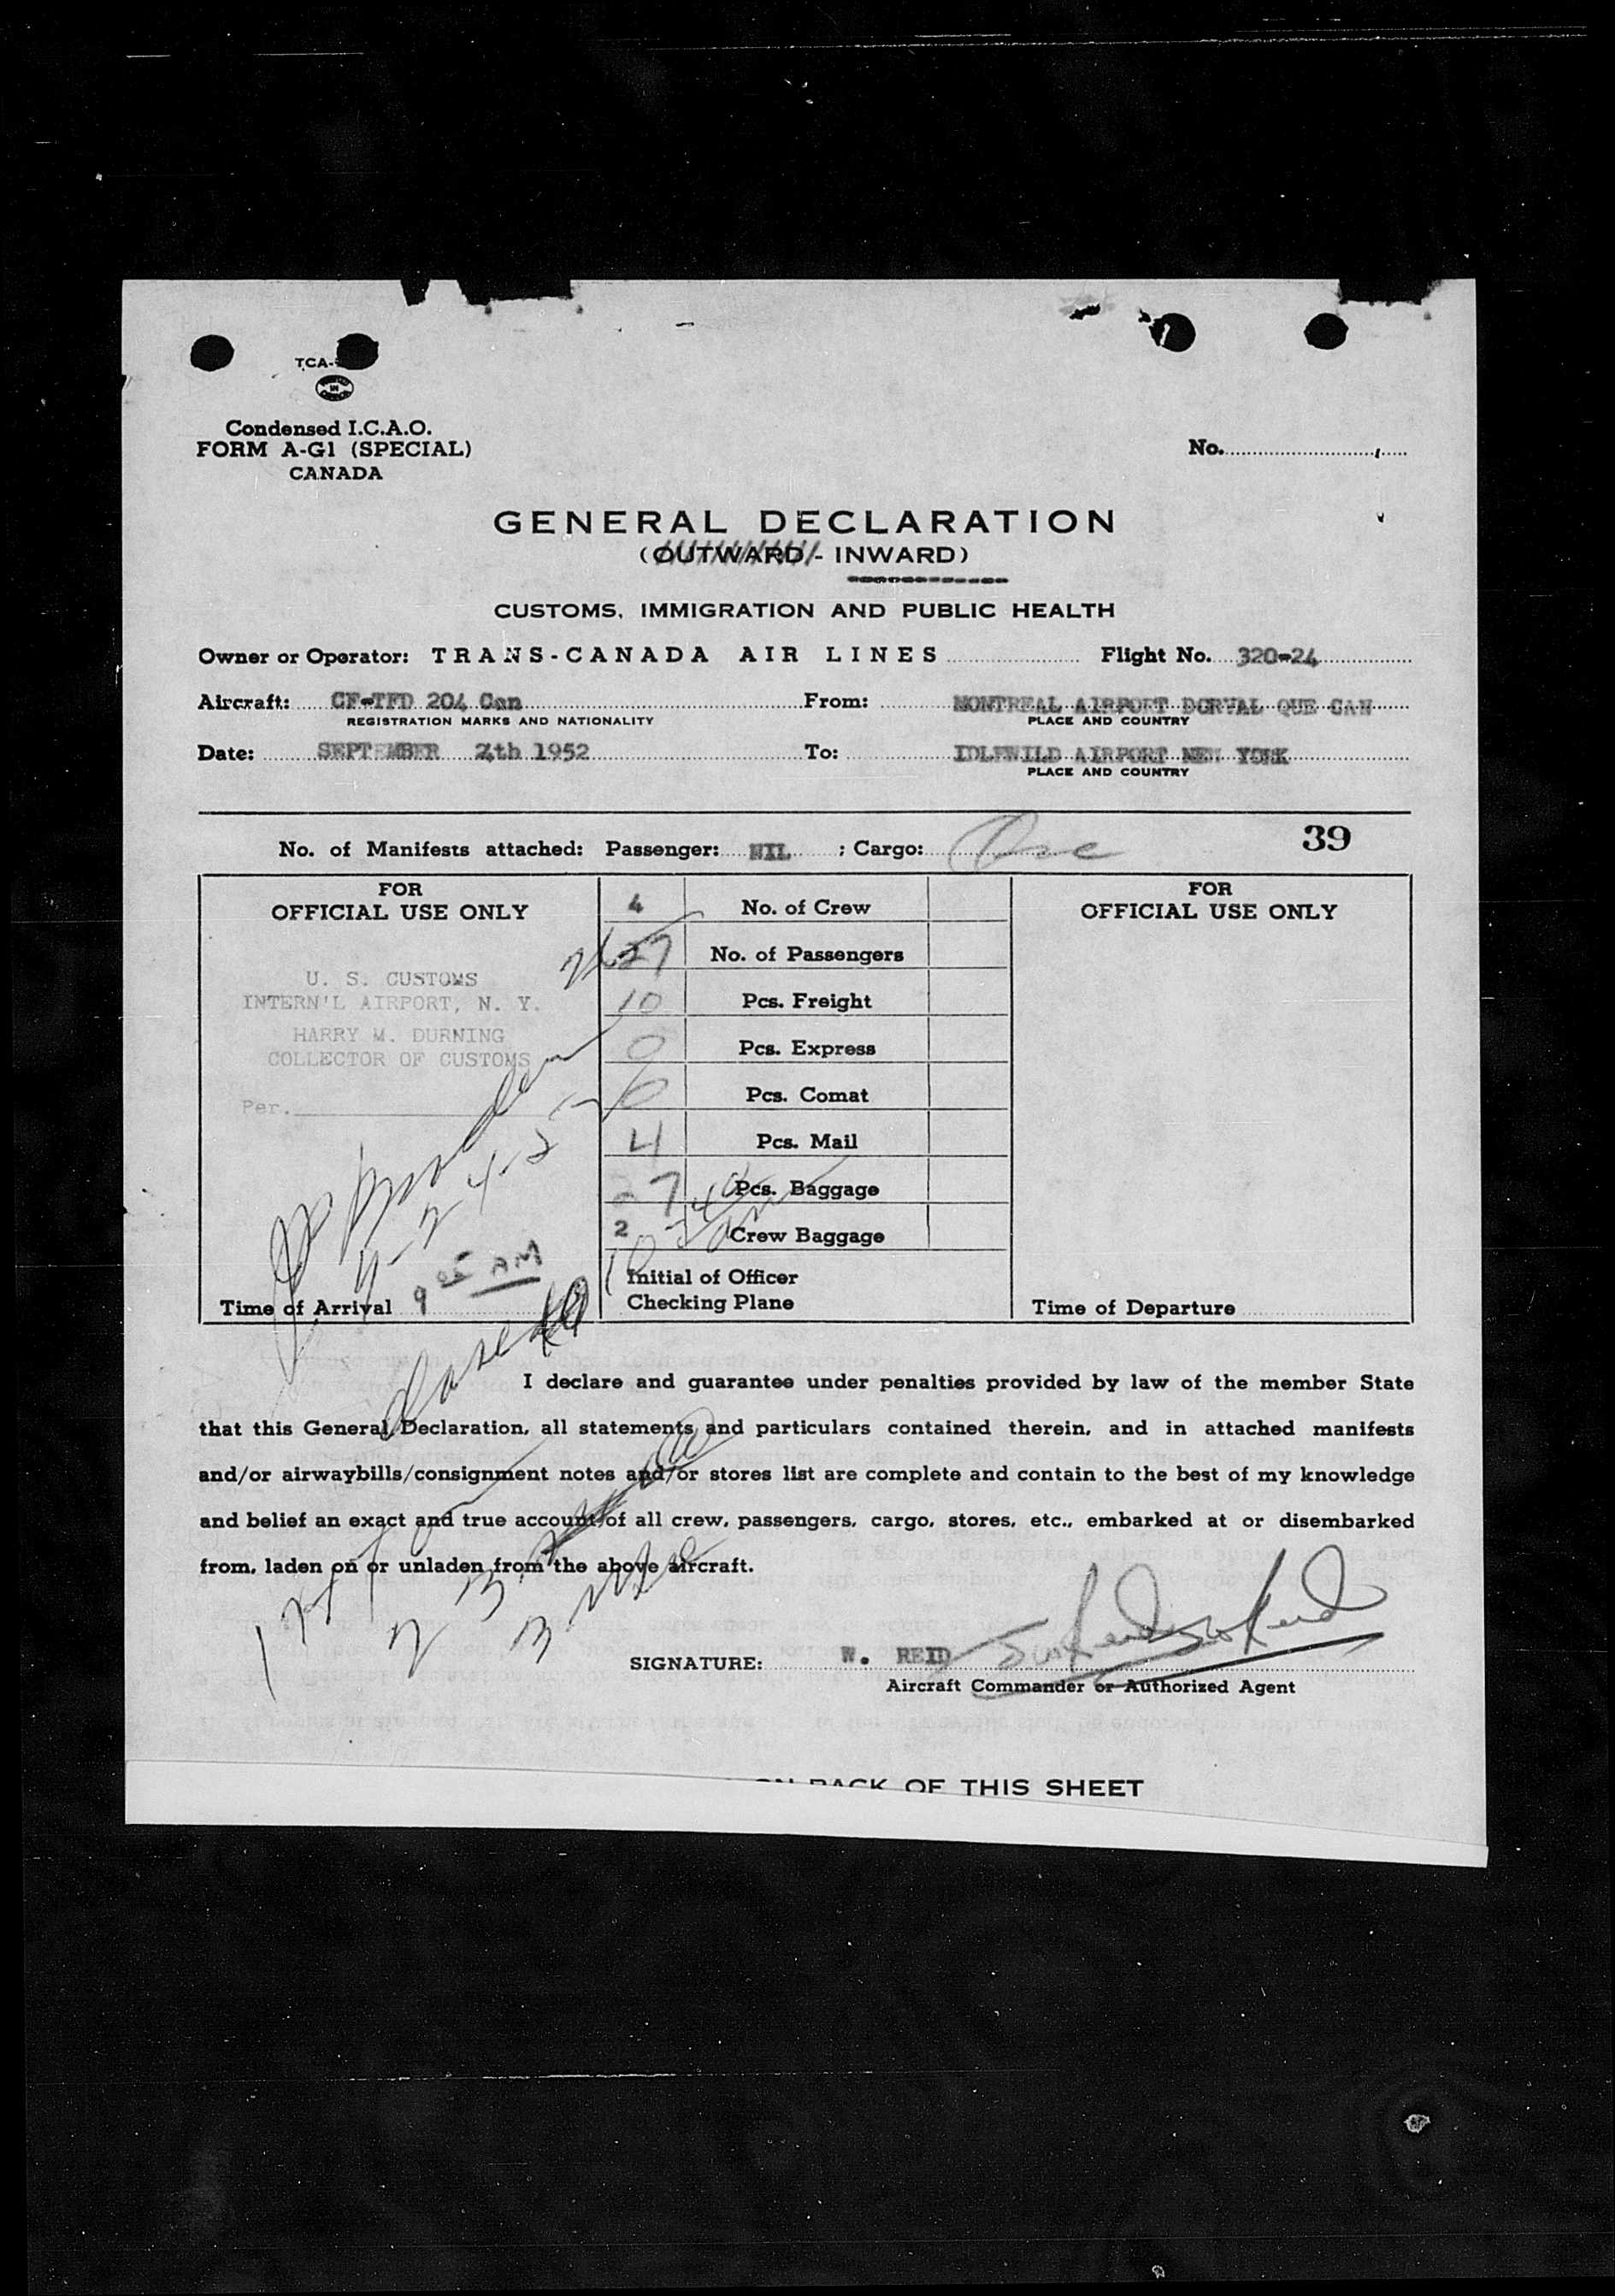 TCA-
Condensed I.C.A.O.
FORM A-G1 (SPECIAL)
CANADA
No.
GENERAL DECLARATION
(OUTWARD - INWARD)
CUSTOMS, IMMIGRATION AND PUBLIC HEALTH
Owner or Operator: TRANS-CANADA AIR LINES Flight No. 320-24
Aircraft: CF-TFD 204 Can From: MONTREAL AIRPORT DORVAL QUE CAN
REGISTRATION MARKS AND NATIONALITY PLACE AND COUNTRY
Date: SEPTEMBER 24th 1952 To: IDLEWILD AIRPORT NEW YORK
PLACE AND COUNTRY
39
No. of Manifests attached: Passenger: NIL ; Cargo: One
FOR
OFFICIAL USE ONLY
U. S. CUSTOMS
INTERN'L AIRPORT, N. Y.
HARRY M. DURNING
COLLECTOR OF CUSTOMS
Per.
Time of Arrival 9 05 AM
4 No. of Crew
27 No. of Passengers
10 Pcs. Freight
0 Pcs. Express
0 Pcs. Comat
4 Pcs. Mail
27 Pcs. Baggage
2 Crew Baggage
Initial of Officer
Checking Plane
FOR
OFFICIAL USE ONLY
Time of Departure
I declare and guarantee under penalties provided by law of the member State
that this General Declaration, all statements and particulars contained therein, and in attached manifests
and/or airwaybills/consignment notes and/or stores list are complete and contain to the best of my knowledge
and belief an exact and true account of all crew, passengers, cargo, stores, etc., embarked at or disembarked
from, laden on or unladen from the above aircraft.
SIGNATURE: W. REID
Aircraft Commander or Authorized Agent
ON BACK OF THIS SHEET